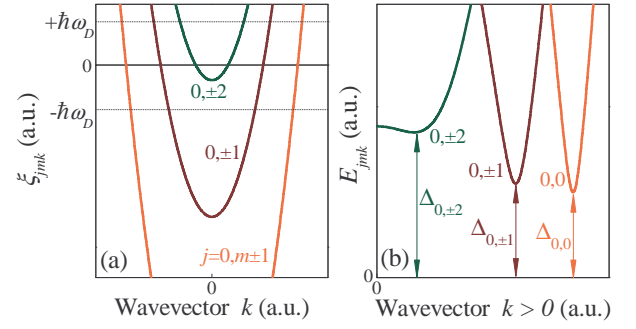 +ħω_D
0
-ħω_D
ξ_jmk (a.u.)
0,±2
0,±1
j=0,m±1
(a)
0
Wavevector k (a.u.)
E_jmk (a.u.)
0,±2
0,±1
0,0
Δ_0,±2
Δ_0,±1
Δ_0,0
(b)
0
Wavevector k > 0 (a.u.)